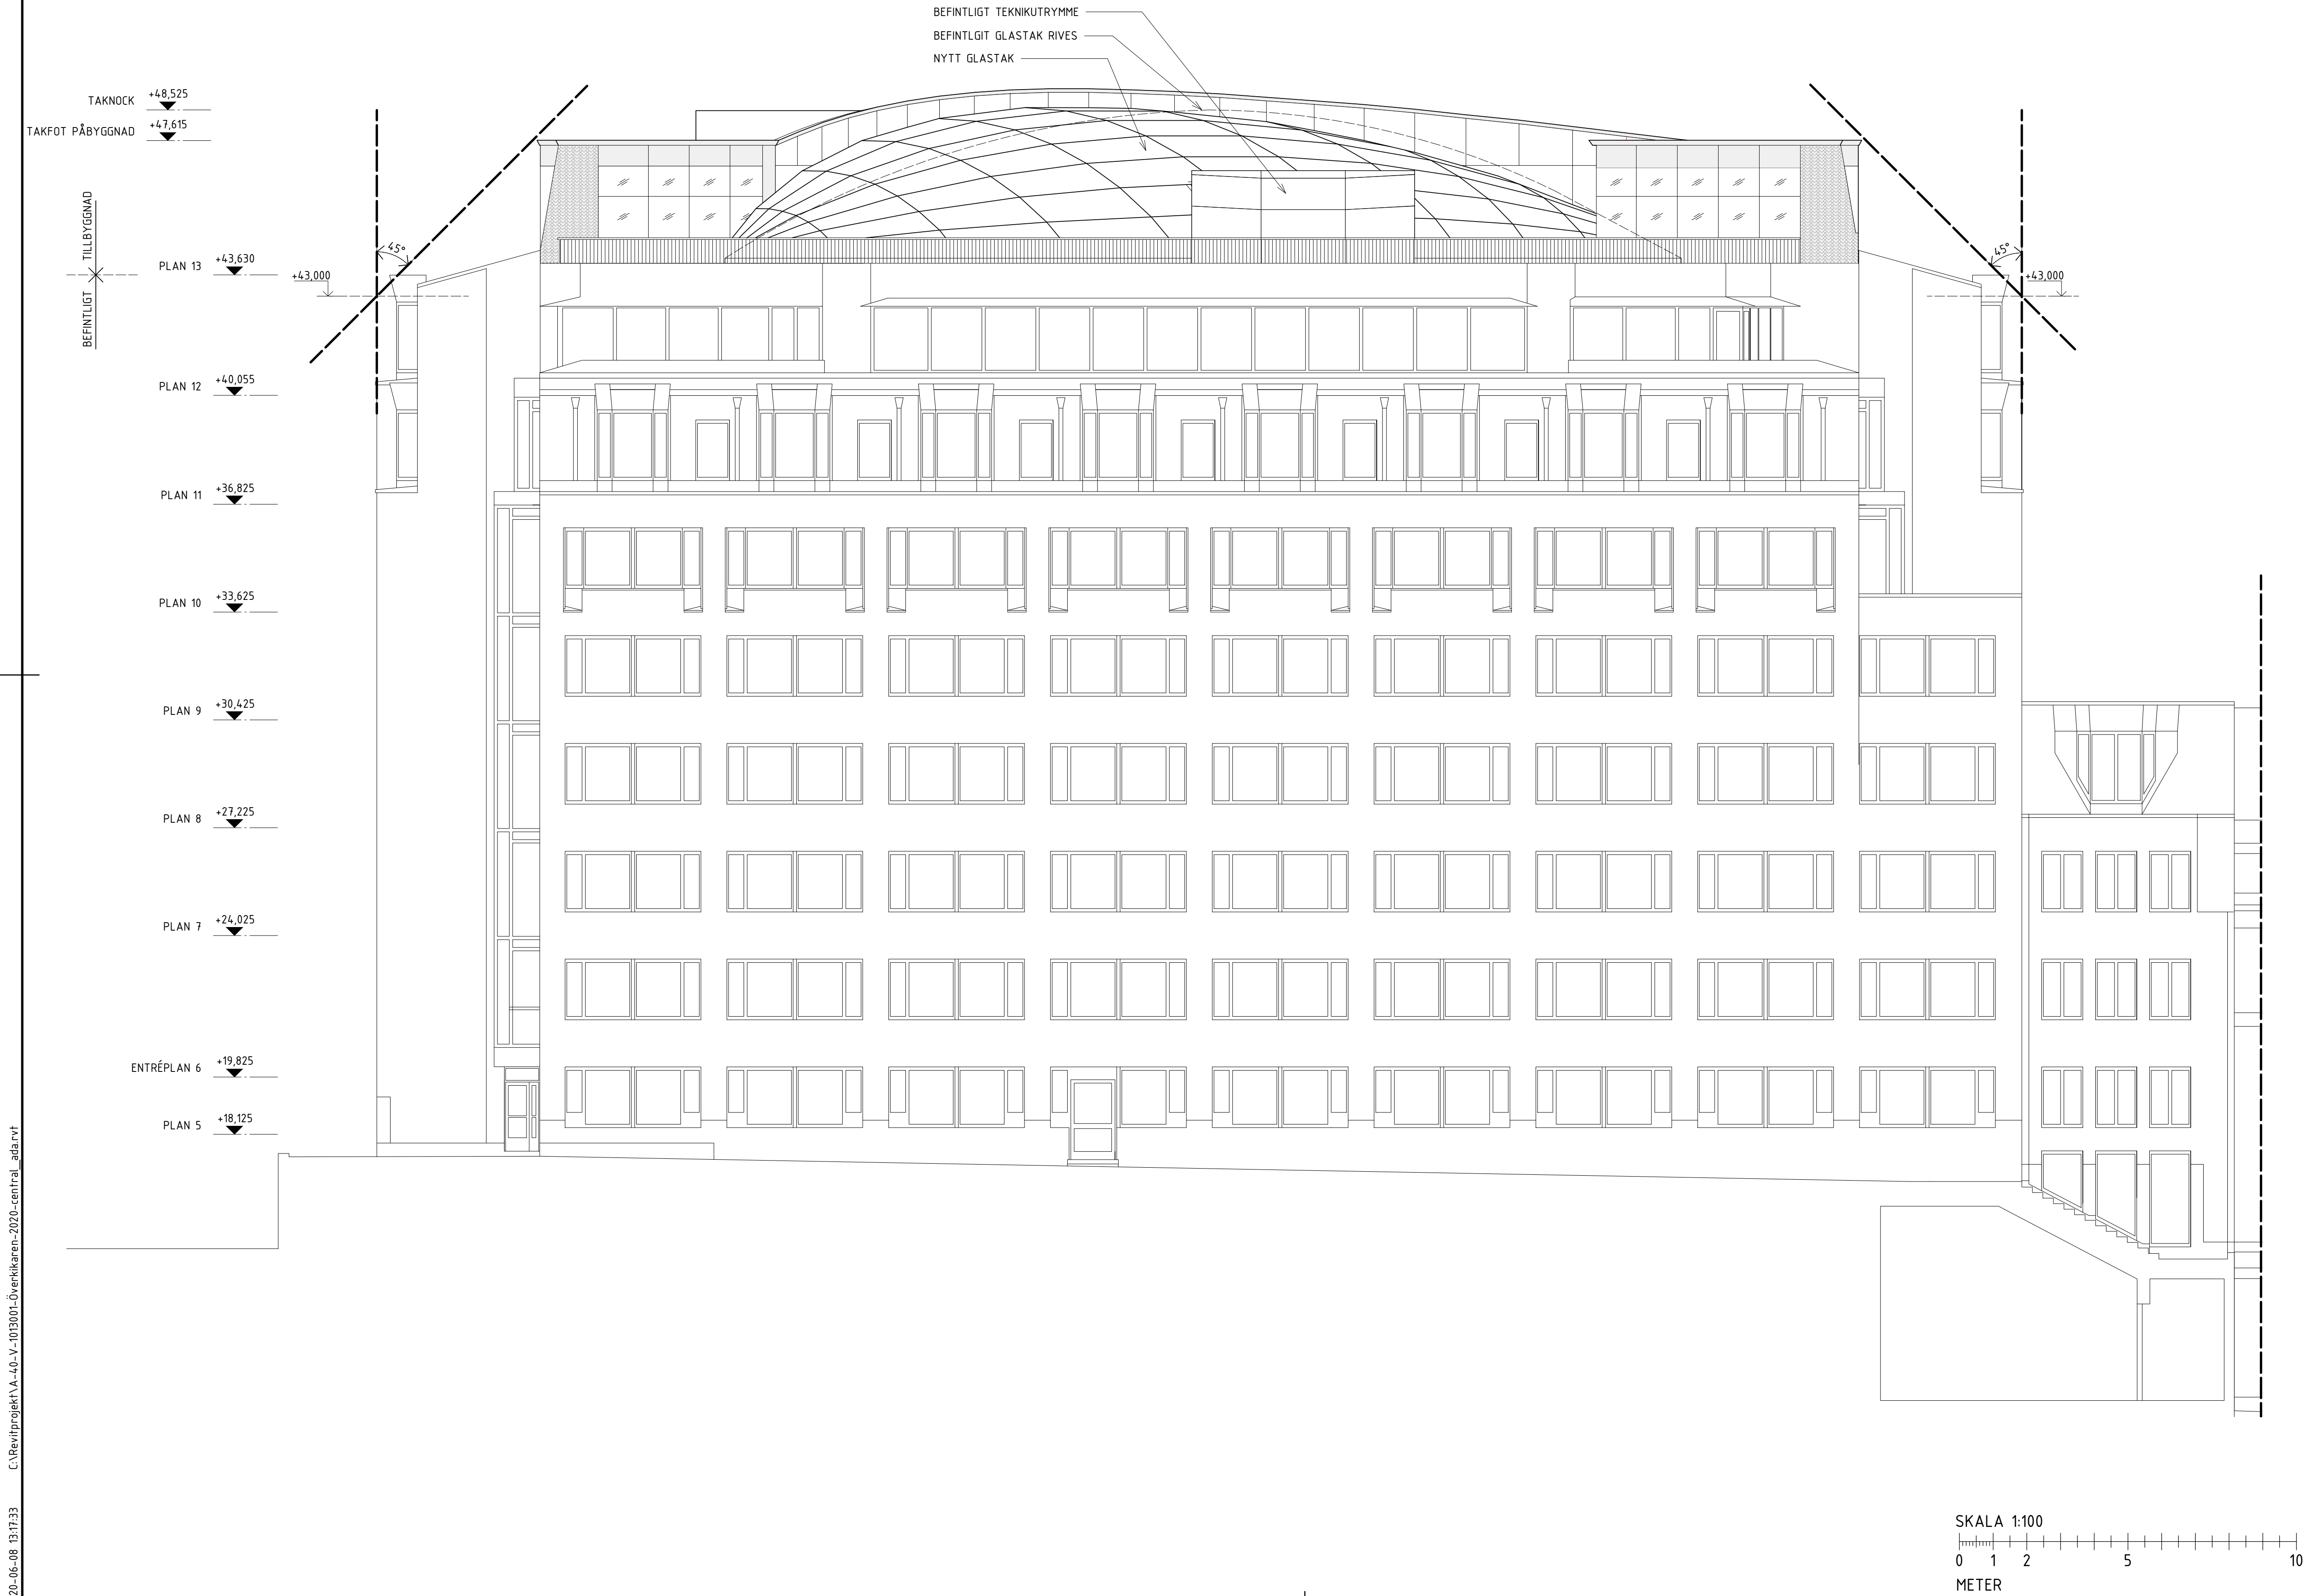 BEFINTLIGT TEKNIKUTRYMME
BEFINTLGIT GLASTAK RIVES
NYTT GLASTAK
TAKNOCK +48,525
TAKFOT PÅBYGGNAD +47,615
TILLBYGGNAD
BEFINTLIGT
45°
45°
PLAN 13 +43,630
+43,000
+43,000
PLAN 12 +40,055
PLAN 11 +36,825
PLAN 10 +33,625
PLAN 9 +30,425
PLAN 8 +27,225
PLAN 7 +24,025
ENTRÉPLAN 6 +19,825
PLAN 5 +18,125
20-06-08 13:17:33 C:\Revitprojekt\A-40-V-1013001-Överkikaren-2020-central_ada.rvt
SKALA 1:100
0 1 2 5 10
METER